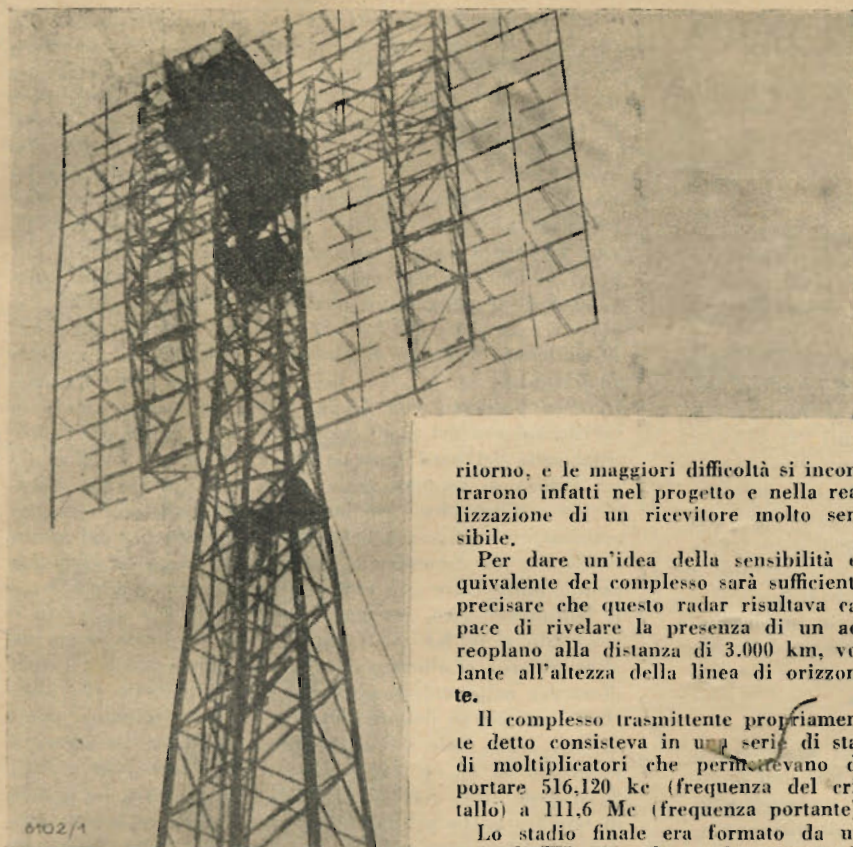 ritorno, e le maggiori difficoltà si incon
trarono infatti nel progetto e nella rea
lizzazione di un ricevitore molto sen
sibile.
Per dare un'idea della sensibilità e
quivalente del complesso sarà sufficient
precisare che questo radar risultava ca
pace di rivelare la presenza di un ae
reoplano alla distanza di 3.000 km, vo
lante all'altezza della linea di orizzon
te.
Il complesso trasmittente propriamen
te detto consisteva in una serie di sta
di moltiplicatori che permettevano d
portare 516,120 kc (frequenza del cri
tallo) a 111,6 Mc (frequenza portante
Lo stadio finale era formato da u
6102/1